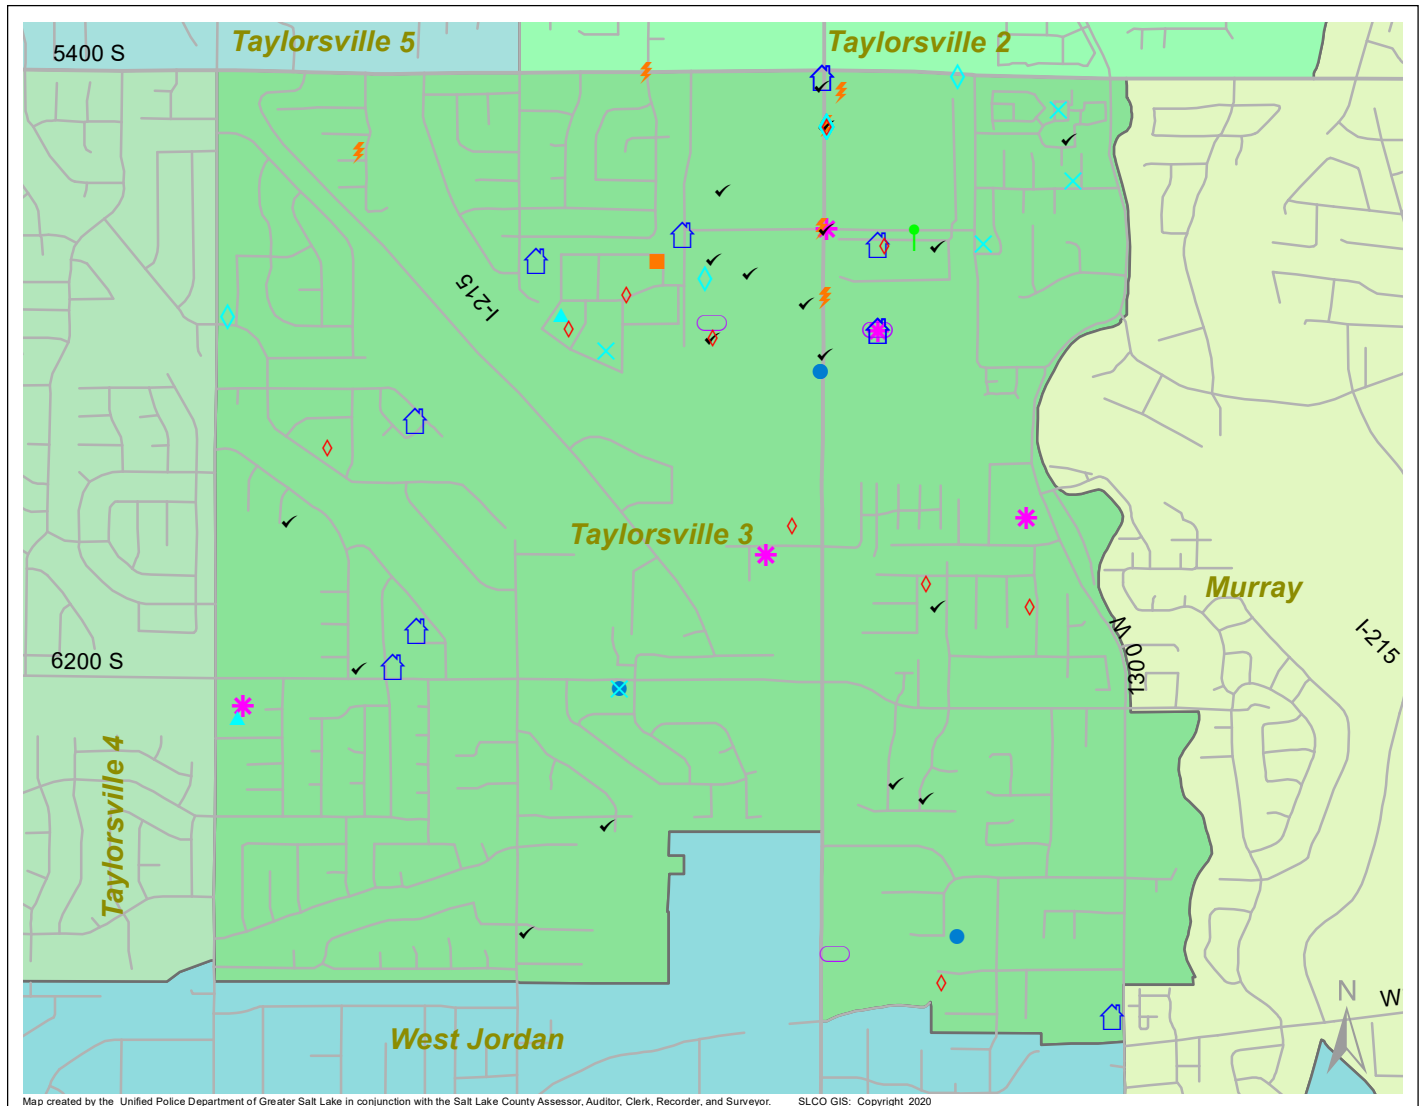 Taylorsville 5
Taylorsville 2
5400 S
I-215
Taylorsville 3
Murray
I-215
1300 W
6200 S
Taylorsville 4
West Jordan
N
W
Map created by the Unified Police Department of Greater Salt Lake in conjunction with the Salt Lake County Assessor, Auditor, Clerk, Recorder, and Surveyor. SLCO GIS: Copyright 2020